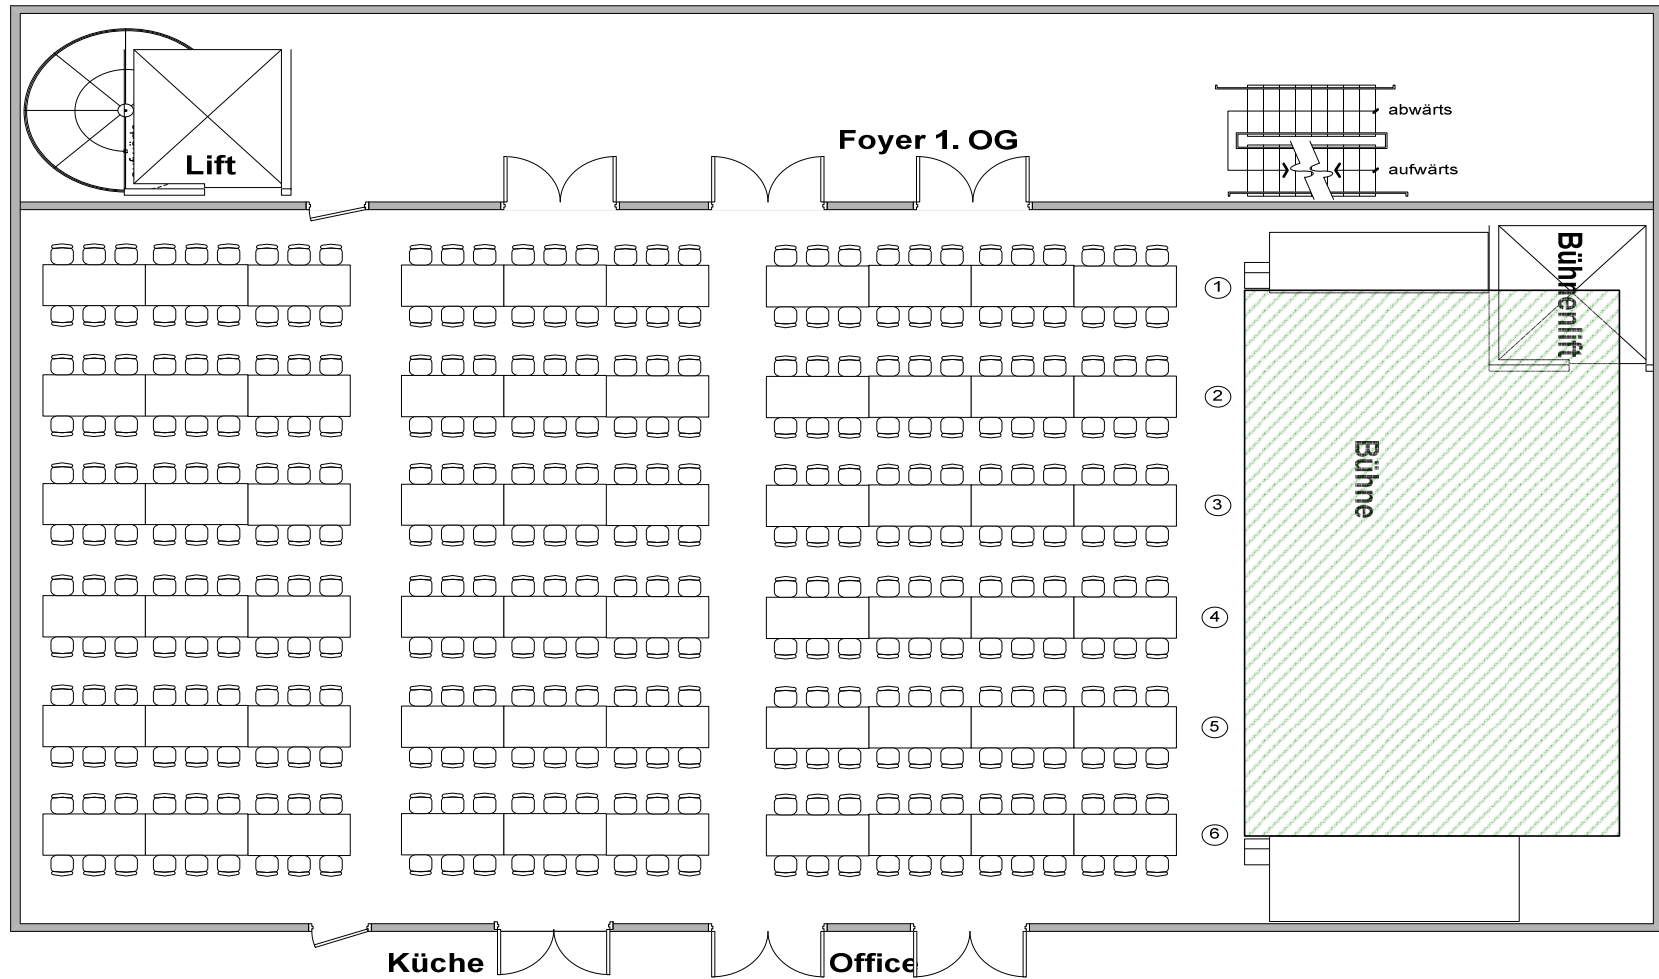 abwärts
Foyer 1. OG
Lift
aufwärts
Bühnenlift
1
2
Bühne
3
4
5
6
Küche
Office